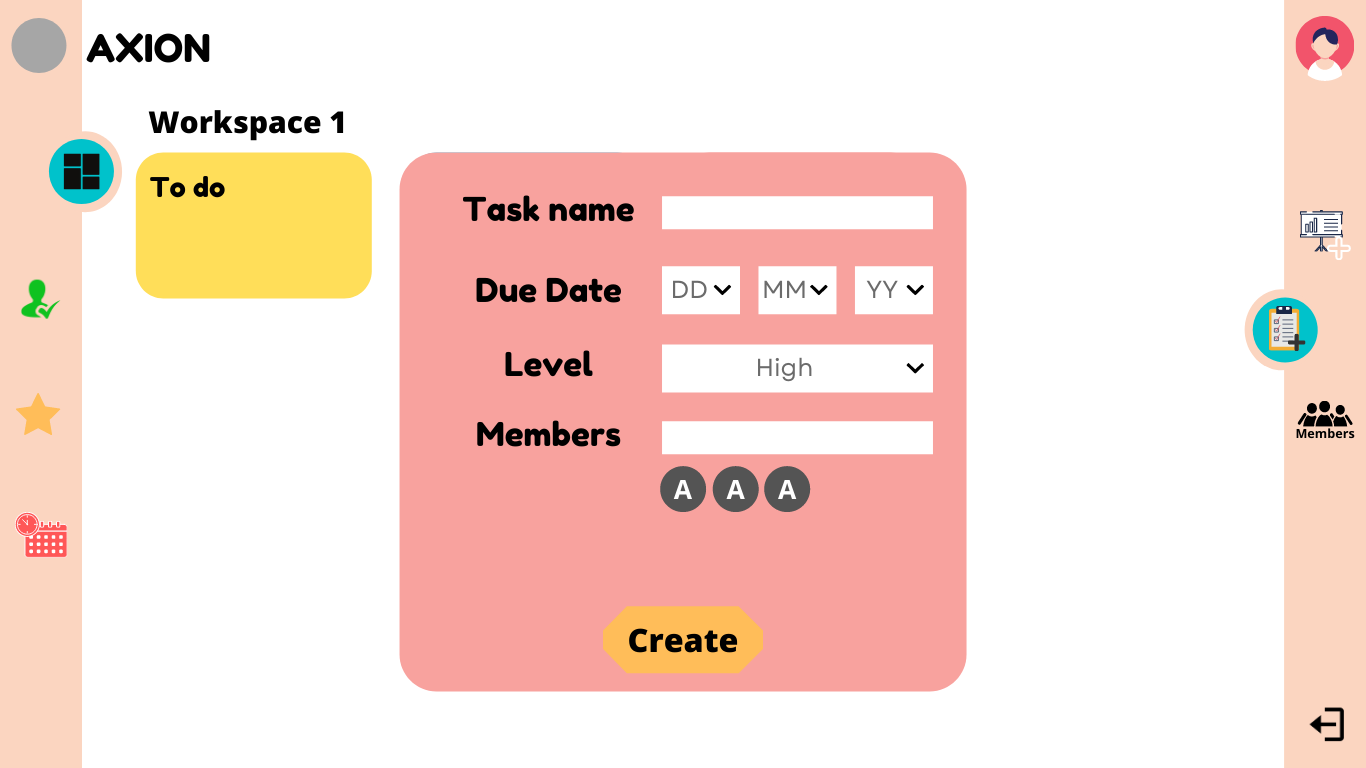 AXION
Workspace 1
To do
Task name
Due Date DD MM YY
Level High
Members
A A A
Create
Members